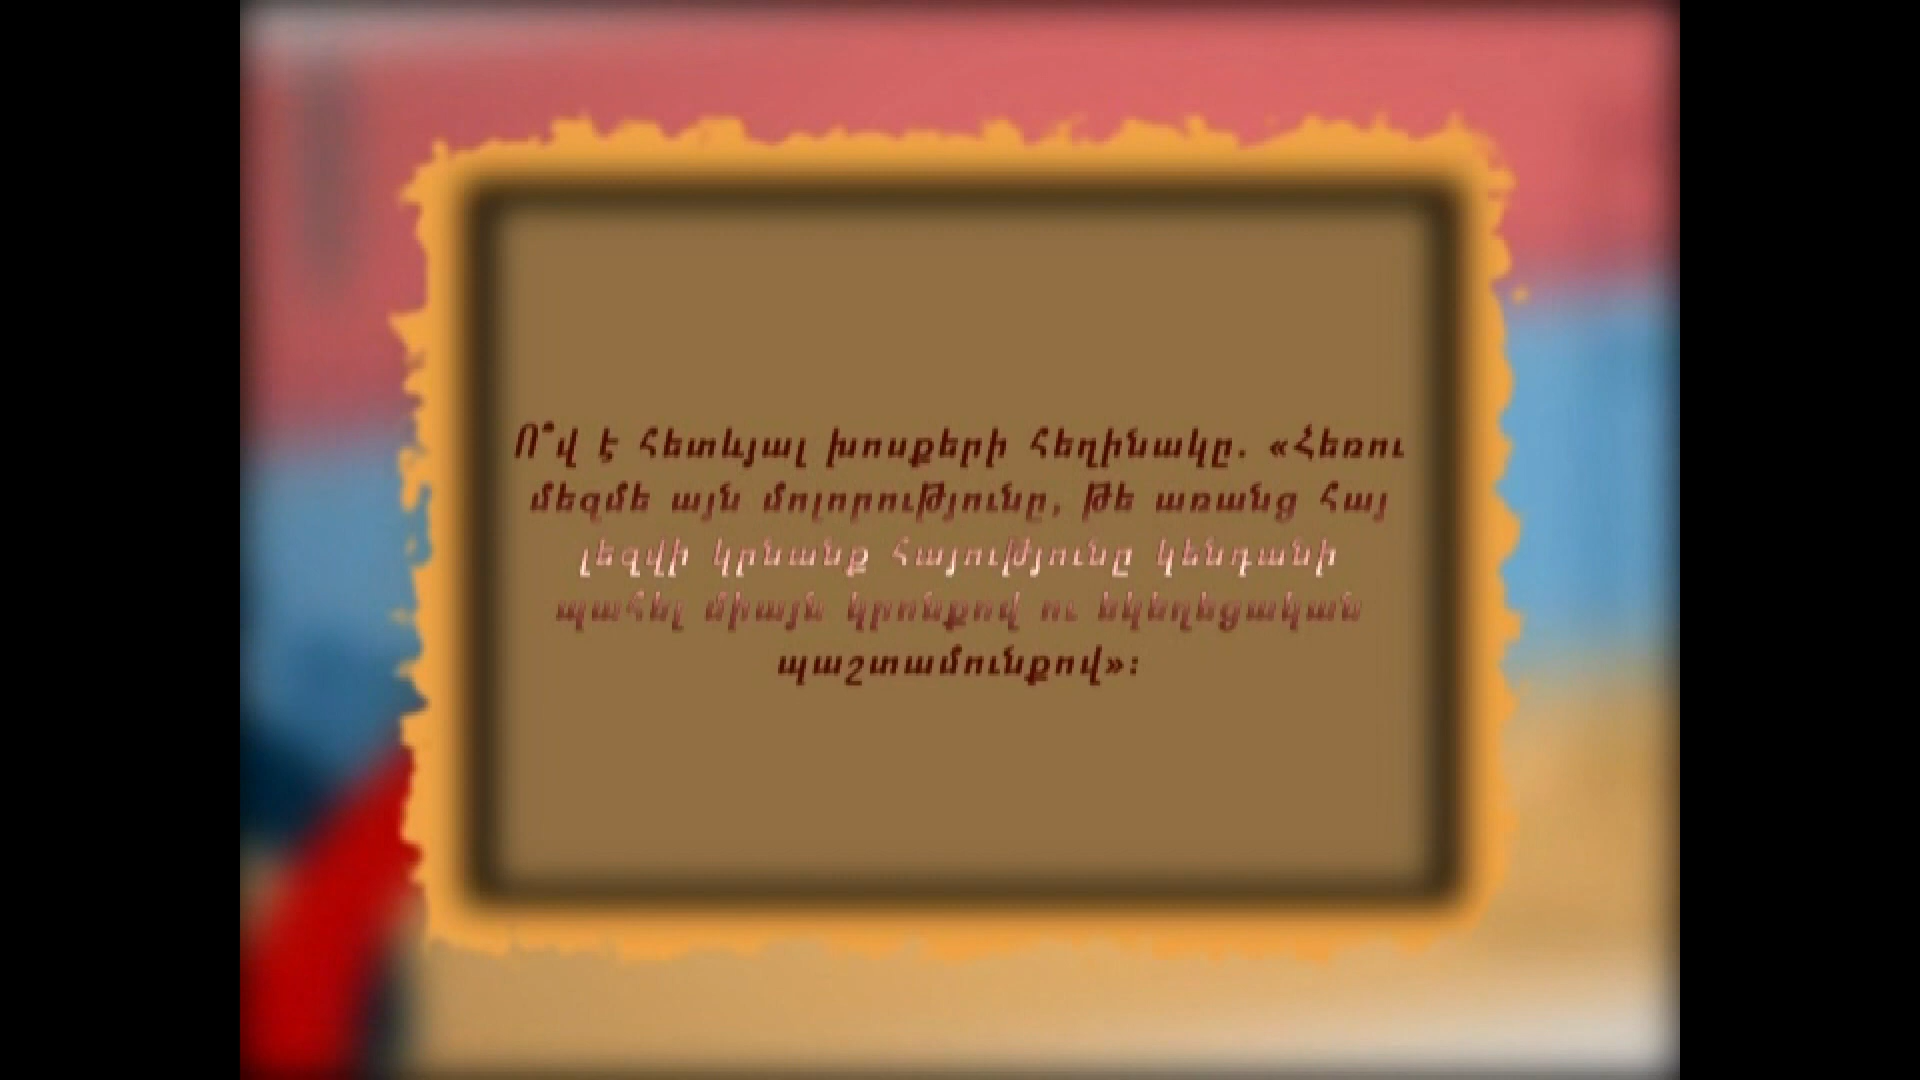 Ո՞վ է հետևյալ խոսքերի հեղինակը. «Հեռու
մեզմե այն մոլորությունը, թե առանց հայ
լեզվի կրնանք հայությունը կենդանի
պահել միայն կրոնքով ու եկեղեցական
պաշտամունքով»: